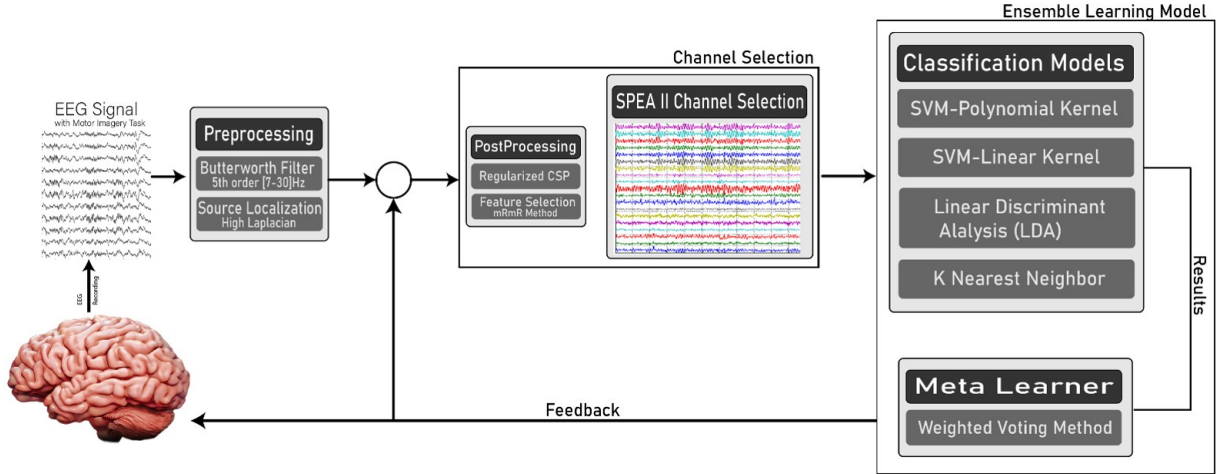 Ensemble Learning Model
Channel Selection
EEG Signal
with Motor Imagery Task
Preprocessing
Butterworth Filter
5th order [7-30]Hz
Source Localization
High Laplacian
PostProcessing
Regularized CSP
Feature Selection
mRmR Method
SPEA II Channel Selection
Classification Models
SVM-Polynomial Kernel
SVM-Linear Kernel
Linear Discriminant
Alalysis (LDA)
K Nearest Neighbor
Results
Meta Learner
Weighted Voting Method
Feedback
EEG
Recording